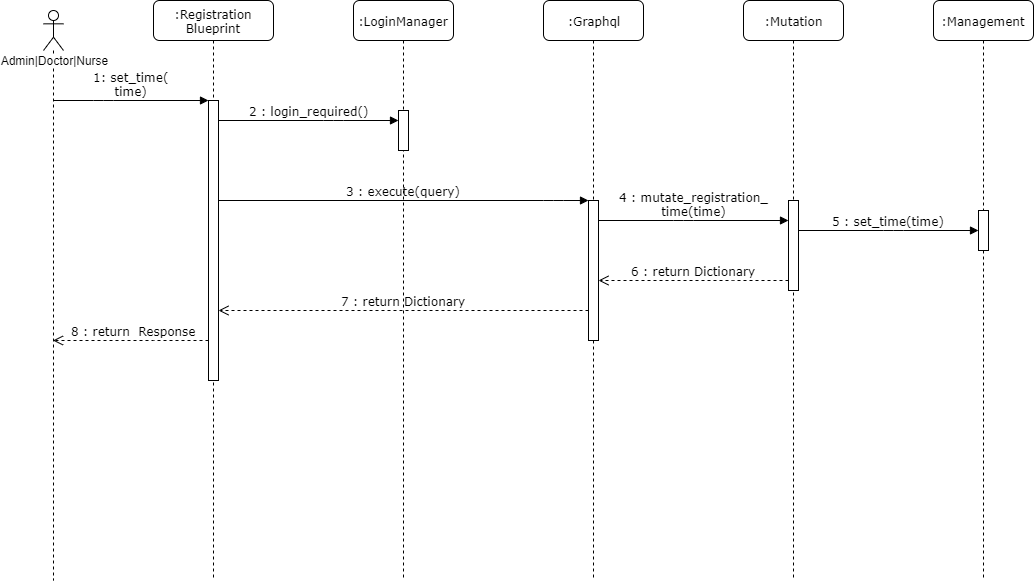 :Registration
Blueprint
:LoginManager
:Graphql
:Mutation
:Management
Admin|Doctor|Nurse
1: set_time(
time)
2 : login_required()
3 : execute(query)
4 : mutate_registration_
time(time)
5 : set_time(time)
6 : return Dictionary
7 : return Dictionary
8 : return  Response